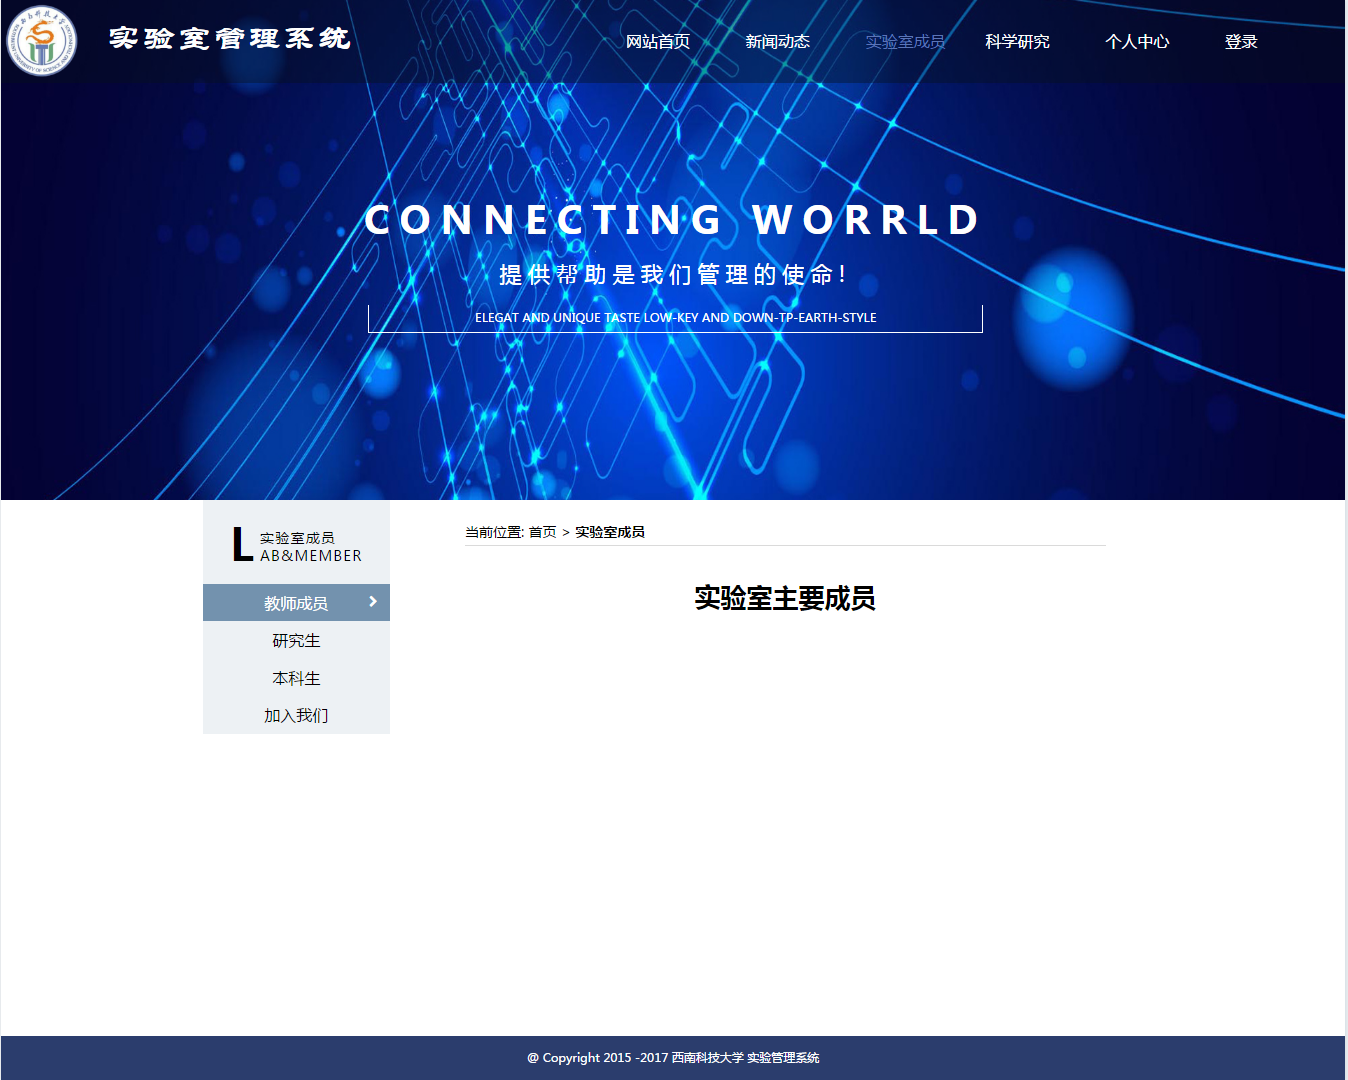 实验室管理系统
网站首页 新闻动态 实验室成员 科学研究 个人中心 登录
CONNECTING WORRLD
提供帮助是我们管理的使命!
ELEGAT AND UNIQUE TASTE LOW-KEY AND DOWN-TP-EARTH-STYLE
L 实验室成员
AB&MEMBER
教师成员
研究生
本科生
加入我们
当前位置: 首页 > 实验室成员
实验室主要成员
@ Copyright 2015 -2017 西南科技大学 实验管理系统